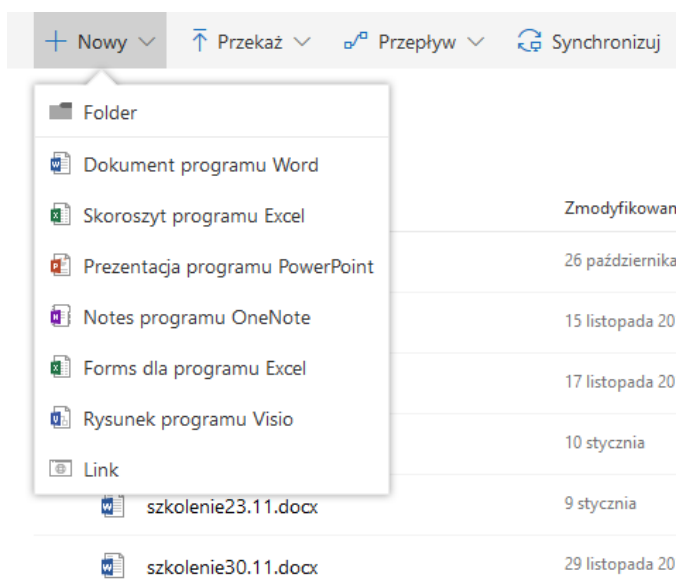 Nowy Przekaż Przepływ Synchronizuj
Folder
Dokument programu Word
Skoroszyt programu Excel
Zmodyfikowan
Prezentacja programu PowerPoint
26 października
Notes programu OneNote
15 listopada 20
Forms dla programu Excel
17 listopada 20
Rysunek programu Visio
10 stycznia
Link
szkolenie23.11.docx
9 stycznia
szkolenie30.11.docx
29 listopada 20